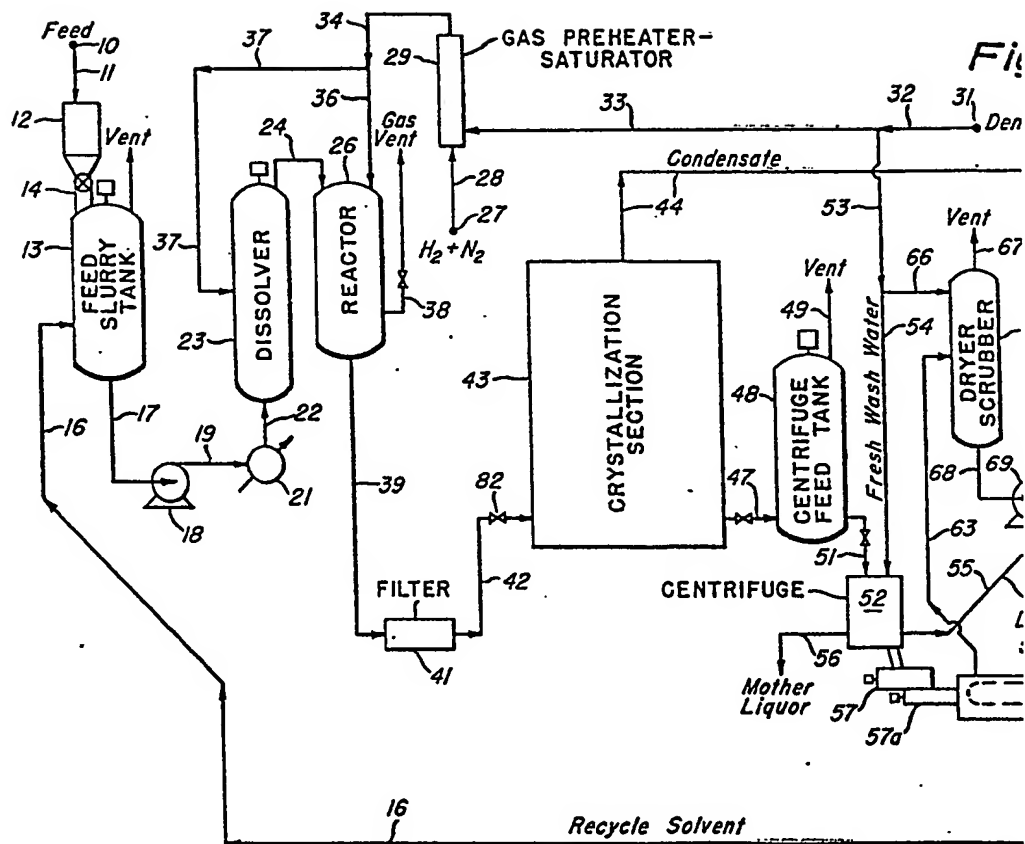 Feed
10
11
12
Vent
14
13
FEED
SLURRY
TANK
16
17
18
19
21
22
23
DISSOLVER
24
37
37
34
29
GAS PREHEATER-
SATURATOR
36
Gas
Vent
26
REACTOR
28
27
H₂ + N₂
38
39
FILTER
41
42
82
43
CRYSTALLIZATION
SECTION
44
Condensate
33
32
31
Fig
Den
53
Vent
67
66
54
Fresh Wash Water
DRYER
SCRUBBER
68
69
63
55
Vent
49
48
CENTRIFUGE
FEED TANK
47
51
CENTRIFUGE
52
56
Mother
Liquor
57
57a
16
Recycle Solvent